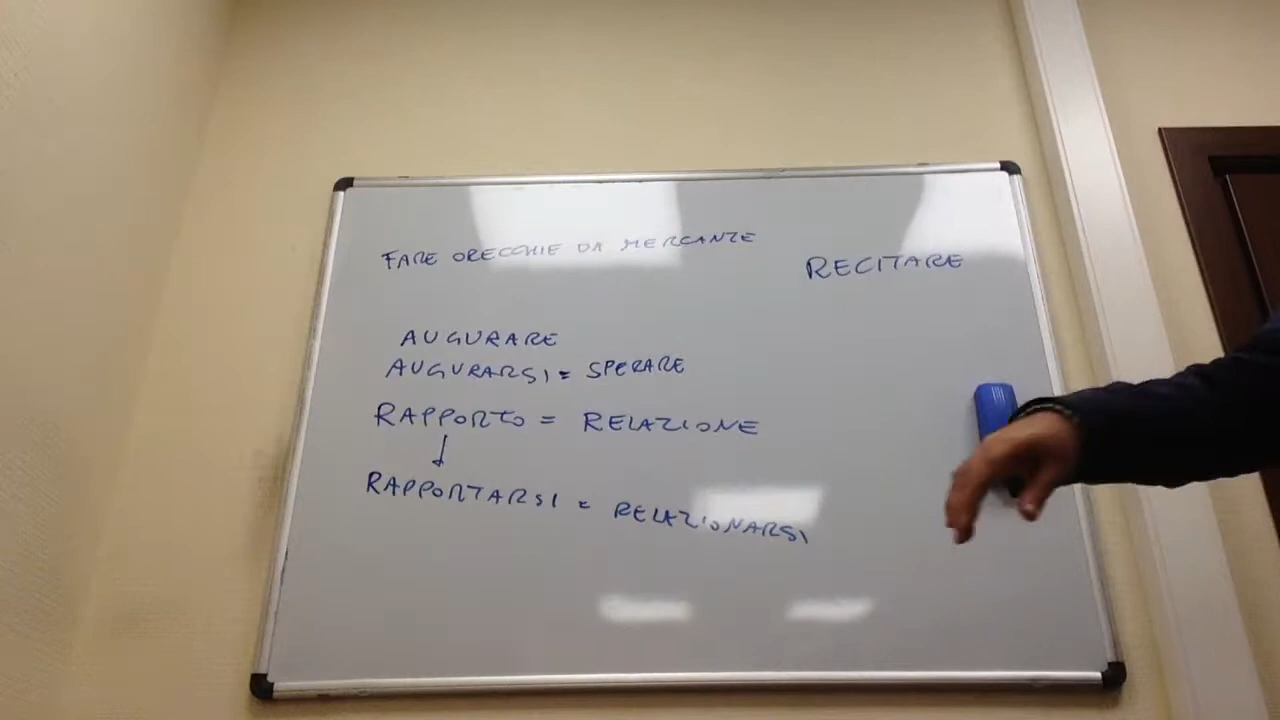 FARE ORECCHIE DA MERCANTE
RECITARE
AUGURARE
AUGURARSI = SPERARE
RAPPORTO = RELAZIONE
↓
RAPPORTARSI = RELAZIONARSI